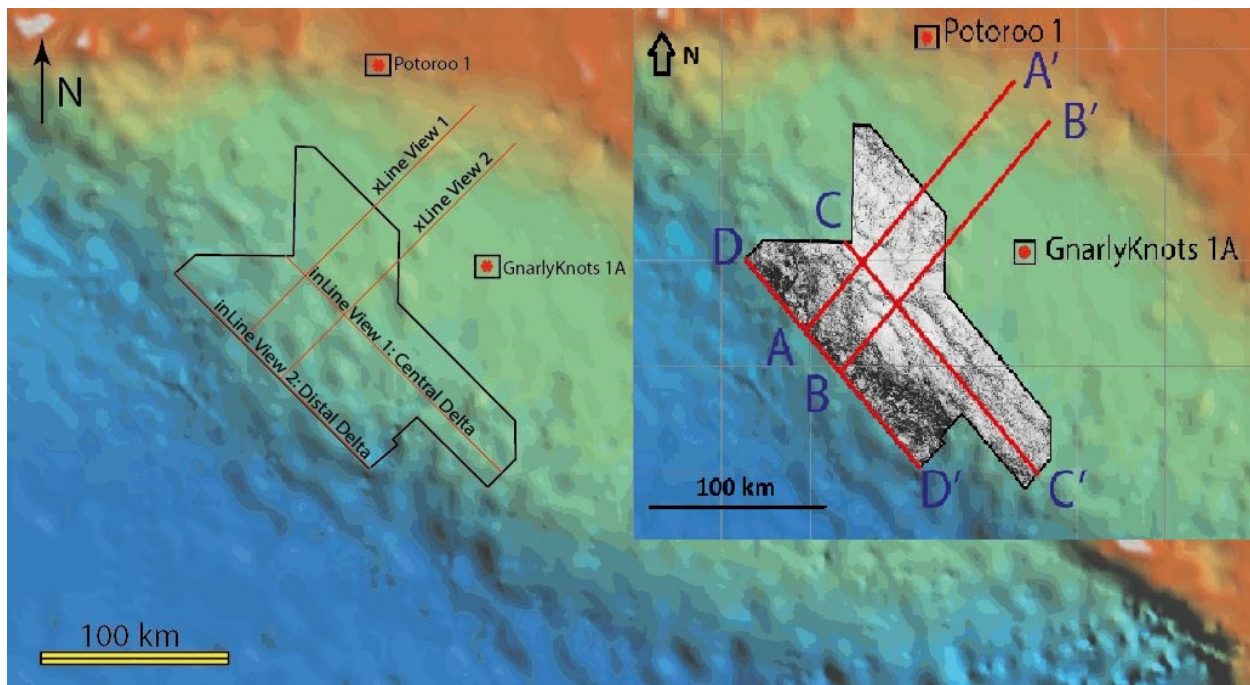 N
Potoroo 1
xLine View 1
xLine View 2
GnarlyKnots 1A
inLine View 1: Central Delta
inLine View 2: Distal Delta
100 km
N
Potoroo 1
A'
B'
C
D
GnarlyKnots 1A
A
B
100 km
D'
C'